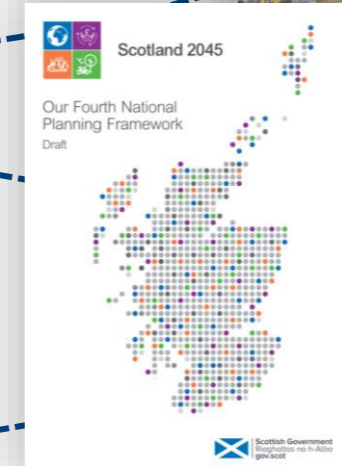 Scotland 2045
Our Fourth National
Planning Framework
Draft
Scottish Government
Riaghaltas na h-Alba
gov.scot